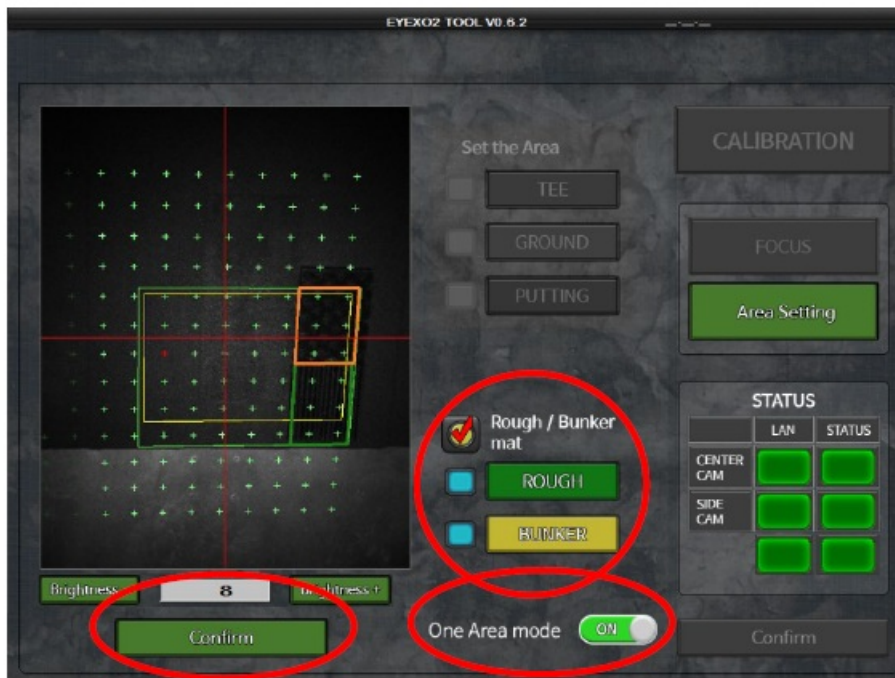 EYEXO2 TOOL V0.6.2
Set the Area
TEE
GROUND
PUTTING
Rough / Bunker
mat
ROUGH
BUNKER
Brightness -
8
Brightness +
Confirm
One Area mode
ON
CALIBRATION
FOCUS
Area Setting
STATUS
LAN STATUS
CENTER
CAM
SIDE
CAM
Confirm